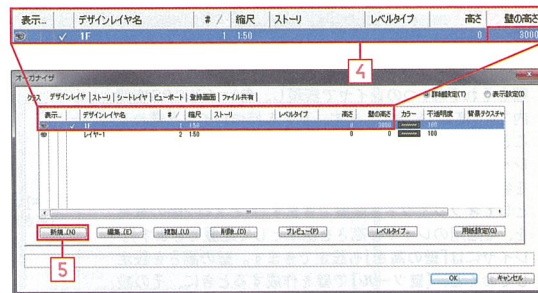 表示... デザインレイヤ名 # / 縮尺 ストーリ レベルタイプ 高さ 壁の高さ
✓ 1F 1 1:50 0 3000
4
オーガナイザ
クラス デザインレイヤ ストーリ シートレイヤ ビューポート 登録画面 ファイル共有 詳細設定(T) 表示設定(I)
表示... デザインレイヤ名 # / 縮尺 ストーリ レベルタイプ 高さ 壁の高さ カラー 不透明度 背景テクスチャ
✓ 1F 1 1:50 0 3000 100
レイヤ-1 2 1:50 0 0 100
新規...(N) 編集...(E) 複製...(U) 削除...(D) プレビュー(P) レベルタイプ... 用紙設定(G)
5
OK キャンセル